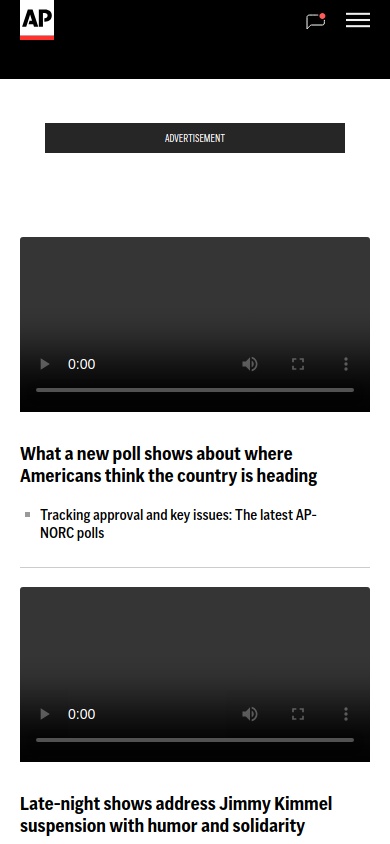 AP
ADVERTISEMENT
0:00
What a new poll shows about where
Americans think the country is heading
Tracking approval and key issues: The latest AP-
NORC polls
0:00
Late-night shows address Jimmy Kimmel
suspension with humor and solidarity